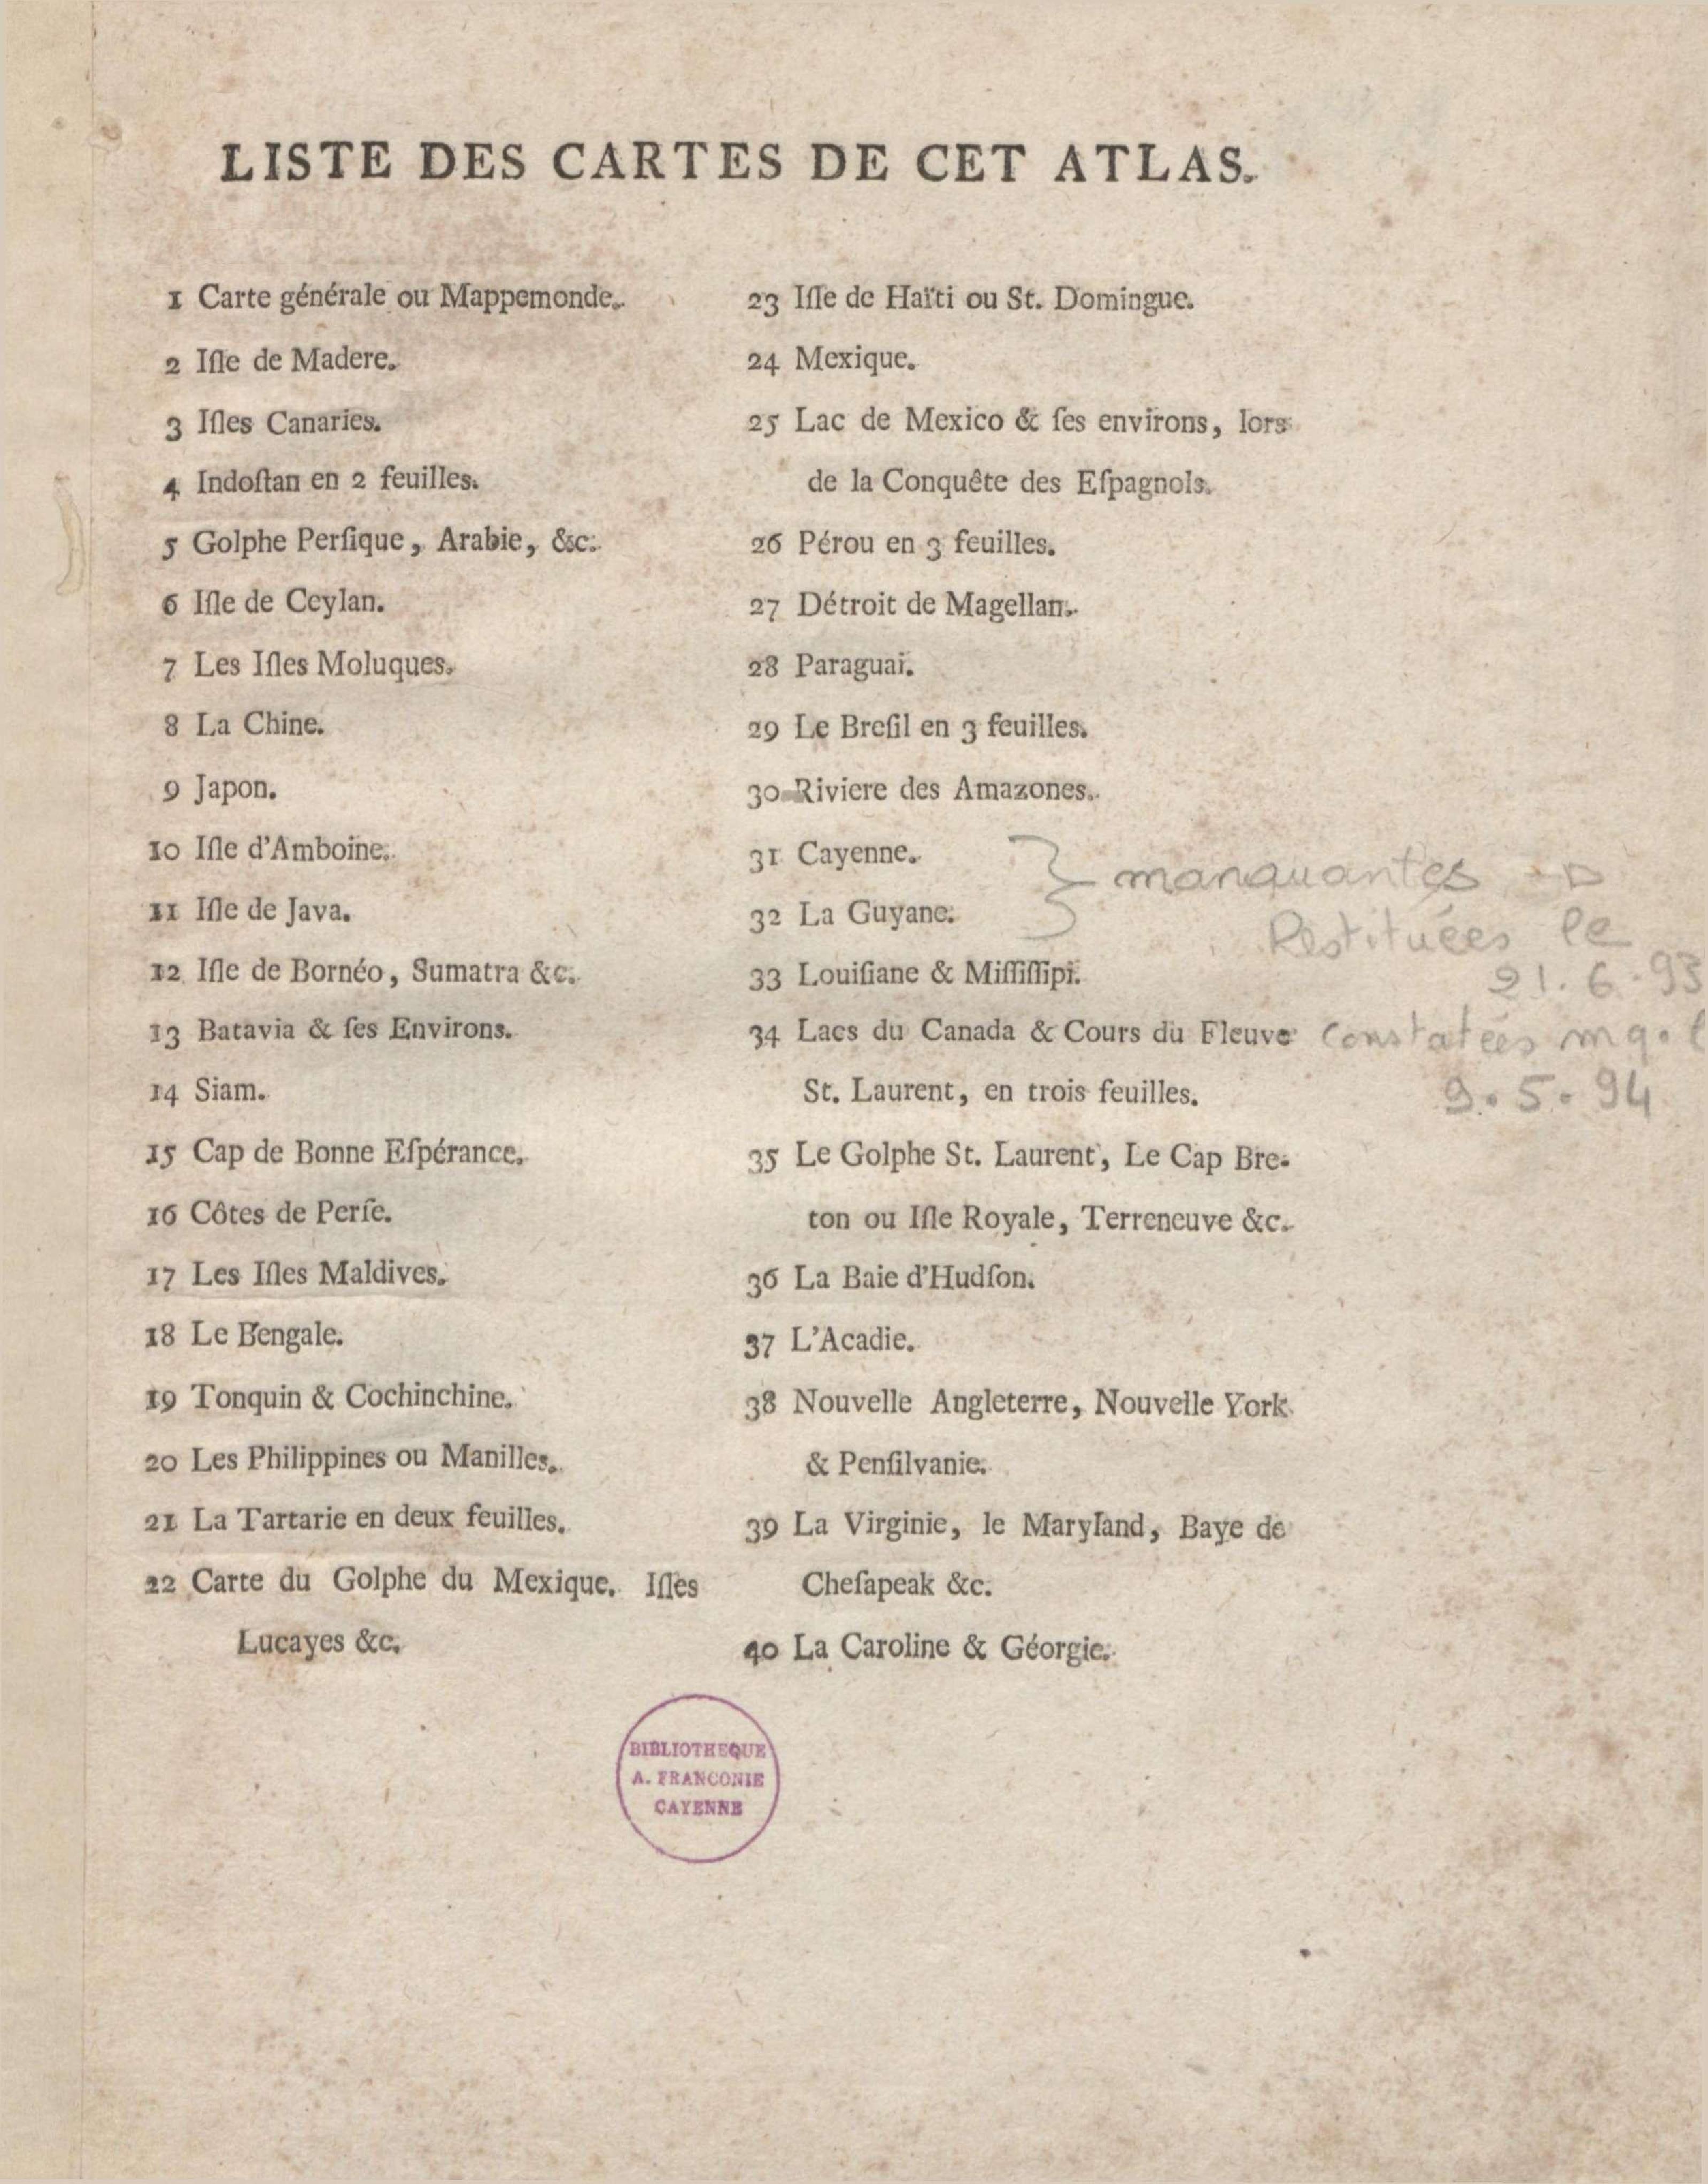 LISTE DES CARTES DE CET ATLAS.
1 Carte générale ou Mappemonde.
2 Iſle de Madere.
3 Iſles Canaries.
4 Indoſtan en 2 feuilles.
5 Golphe Perſique, Arabie, &c.
6 Iſle de Ceylan.
7 Les Iſles Moluques.
8 La Chine.
9 Japon.
10 Iſle d'Amboine.
11 Iſle de Java.
12 Iſle de Bornéo, Sumatra &c.
13 Batavia & ſes Environs.
14 Siam.
15 Cap de Bonne Eſpérance.
16 Côtes de Perſe.
17 Les Iſles Maldives.
18 Le Bengale.
19 Tonquin & Cochinchine.
20 Les Philippines ou Manilles.
21 La Tartarie en deux feuilles.
22 Carte du Golphe du Mexique. Iſles
Lucayes &c.
23 Iſle de Haïti ou St. Domingue.
24 Mexique.
25 Lac de Mexico & ſes environs, lors
de la Conquête des Eſpagnols.
26 Pérou en 3 feuilles.
27 Détroit de Magellan.
28 Paraguai.
29 Le Breſil en 3 feuilles.
30 Riviere des Amazones.
31 Cayenne.
32 La Guyane.
33 Louiſiane & Miſſiſſipi.
34 Lacs du Canada & Cours du Fleuve
St. Laurent, en trois feuilles.
35 Le Golphe St. Laurent, Le Cap Bre-
ton ou Iſle Royale, Terreneuve &c.
36 La Baie d'Hudſon.
37 L'Acadie.
38 Nouvelle Angleterre, Nouvelle York
& Penſilvanie.
39 La Virginie, le Maryland, Baye de
Cheſapeak &c.
40 La Caroline & Géorgie.
manquantes
Restituées le
21.6.93
Constatées mq.
9.5.94
BIBLIOTHEQUE
A. FRANCONIE
CAYENNE